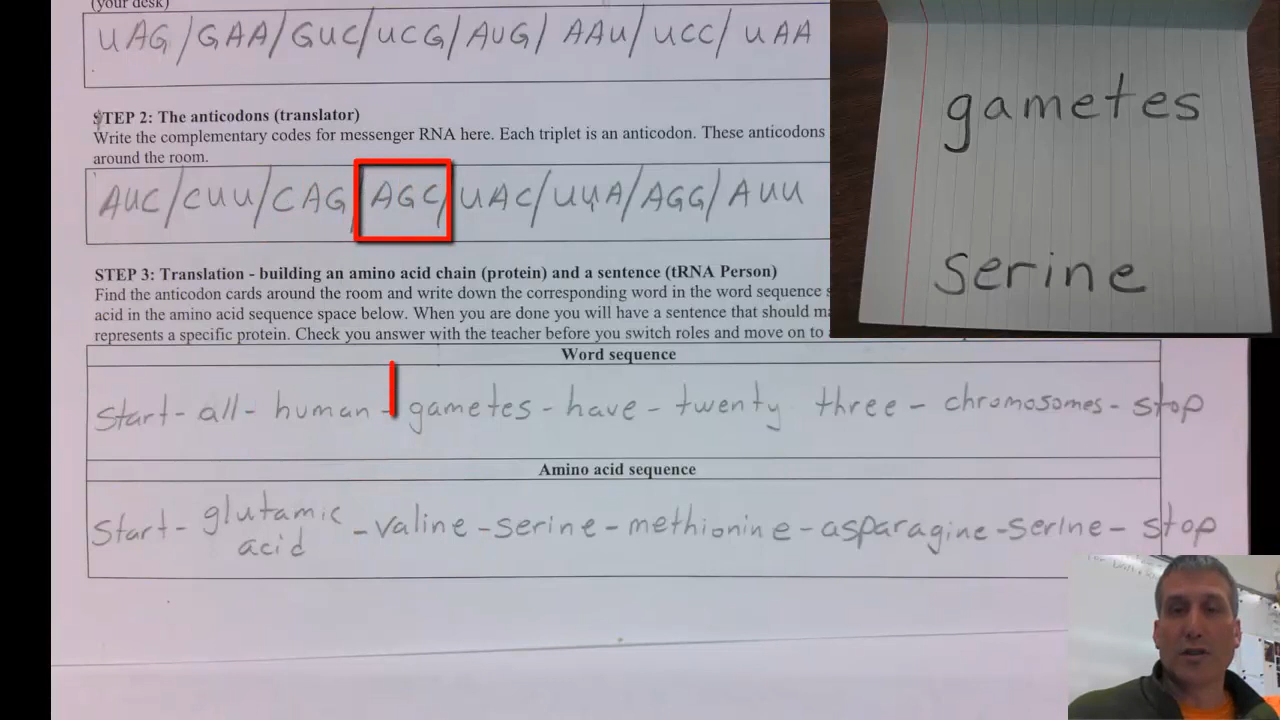 (your desk)
UAG/GAA/GUC/UCG/AUG/AAU/UCC/UAA
STEP 2: The anticodons (translator)
Write the complementary codes for messenger RNA here. Each triplet is an anticodon. These anticodons
around the room.
AUC/CUU/CAG/AGC/UAC/UUA/AGG/AUU
STEP 3: Translation - building an amino acid chain (protein) and a sentence (tRNA Person)
Find the anticodon cards around the room and write down the corresponding word in the word sequence s
acid in the amino acid sequence space below. When you are done you will have a sentence that should ma
represents a specific protein. Check you answer with the teacher before you switch roles and move on to
Word sequence
Start - all - human - gametes - have - twenty three - chromosomes - stop
Amino acid sequence
Start - glutamic acid - valine - serine - methionine - asparagine - serine - stop
gametes
serine